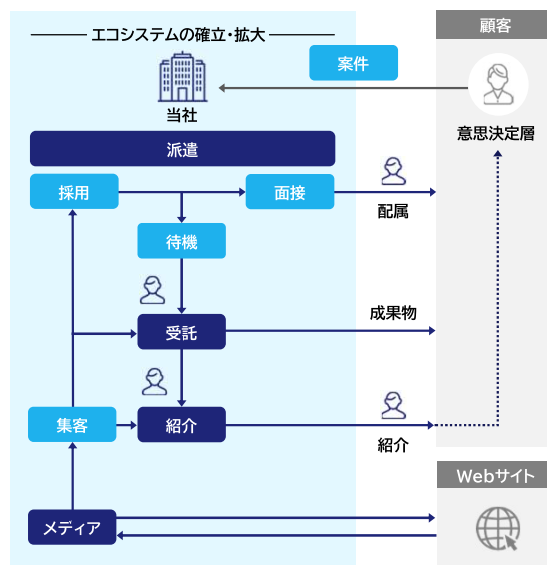 エコシステムの確立・拡大
顧客
案件
当社
意思決定層
派遣
採用
面接
配属
待機
成果物
受託
集客
紹介
紹介
Webサイト
メディア